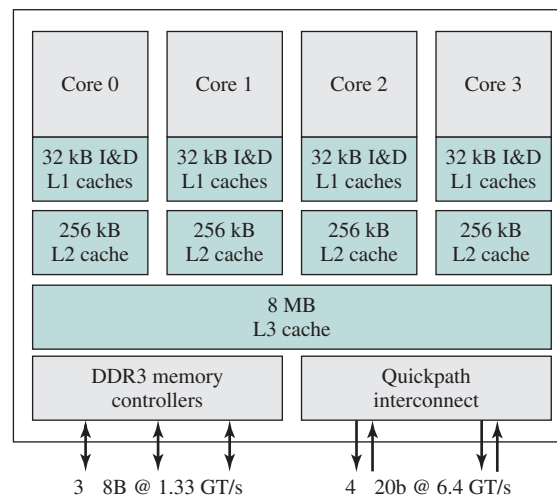 Core 0
Core 1
Core 2
Core 3
32 kB I&D
L1 caches
32 kB I&D
L1 caches
32 kB I&D
L1 caches
32 kB I&D
L1 caches
256 kB
L2 cache
256 kB
L2 cache
256 kB
L2 cache
256 kB
L2 cache
8 MB
L3 cache
DDR3 memory
controllers
Quickpath
interconnect
3 8B @ 1.33 GT/s
4 20b @ 6.4 GT/s